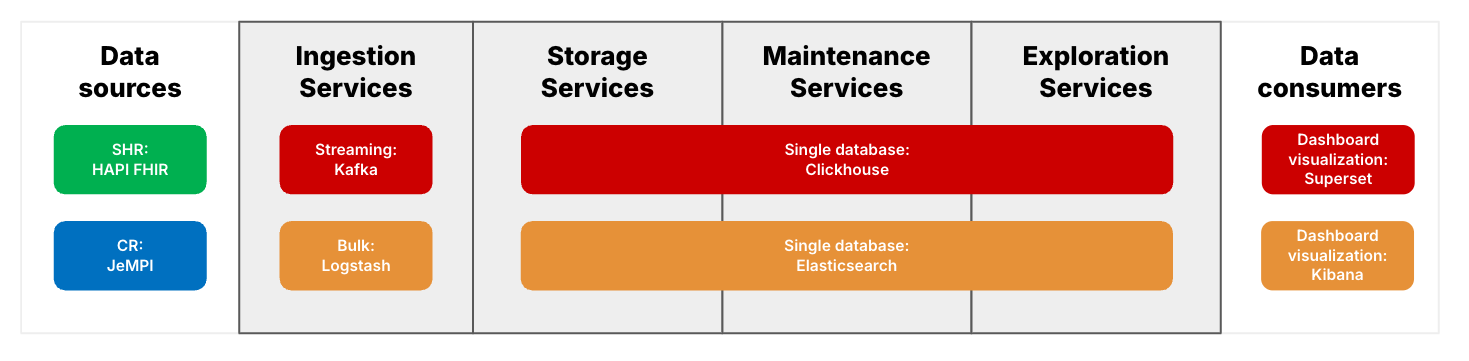 Data
sources
Ingestion
Services
Storage
Services
Maintenance
Services
Exploration
Services
Data
consumers
SHR:
HAPI FHIR
Streaming:
Kafka
Single database:
Clickhouse
Dashboard
visualization:
Superset
CR:
JeMPI
Bulk:
Logstash
Single database:
Elasticsearch
Dashboard
visualization:
Kibana